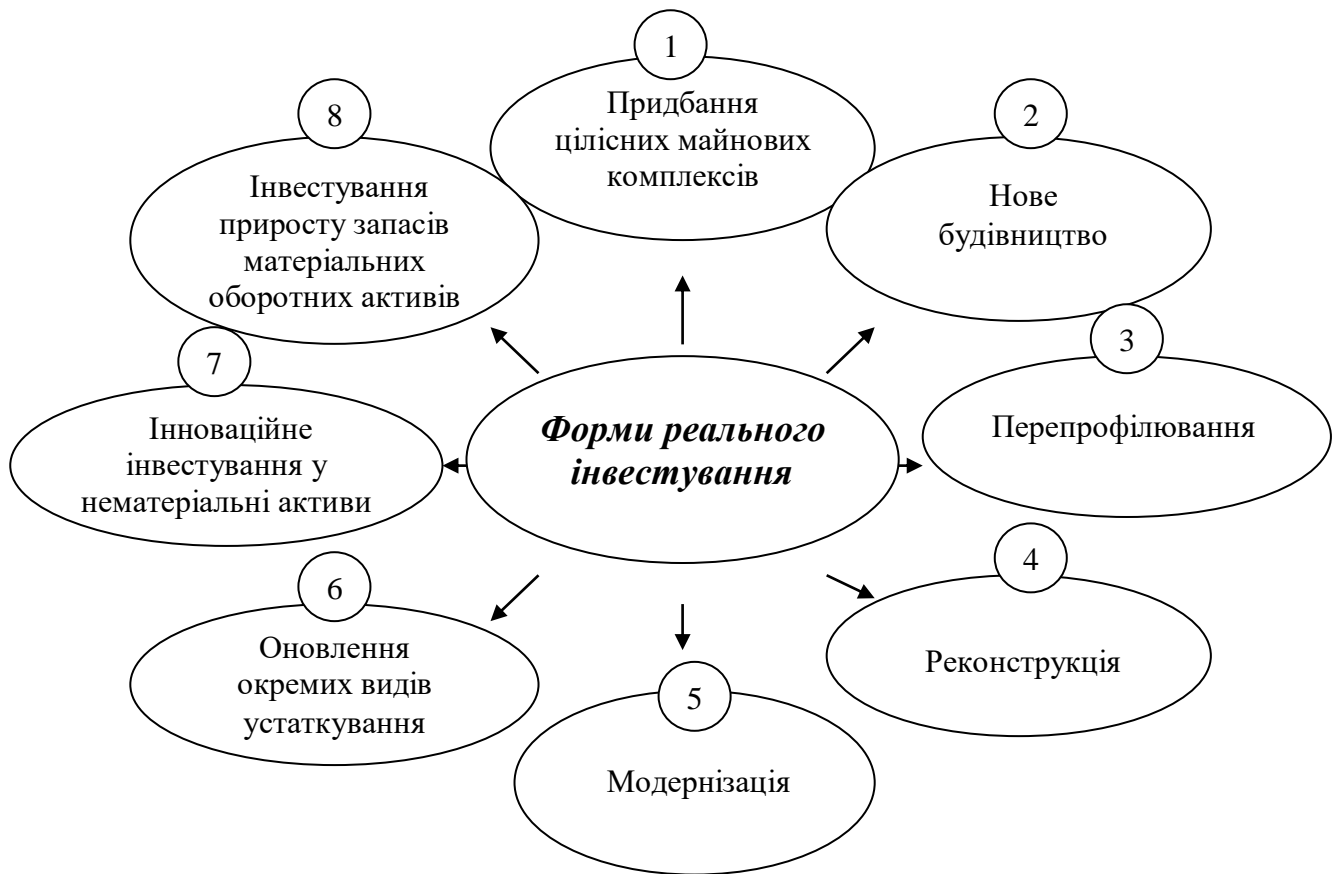 1
Придбання
цілісних майнових
комплексів
2
Нове
будівництво
3
Перепрофілювання
4
Реконструкція
5
Модернізація
6
Оновлення
окремих видів
устаткування
7
Інноваційне
інвестування у
нематеріальні активи
8
Інвестування
приросту запасів
матеріальних
оборотних активів
Форми реального
інвестування